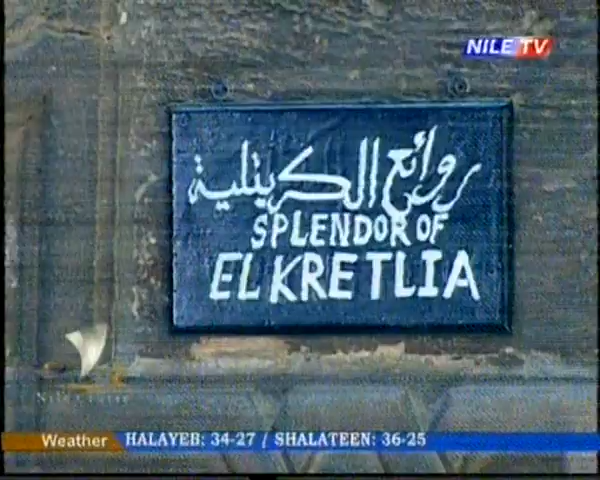 NILE TV
روائع الكريتلية
SPLENDOR OF
EL KRETLIA
Weather HALAYEB: 34-27 / SHALATEEN: 36-25